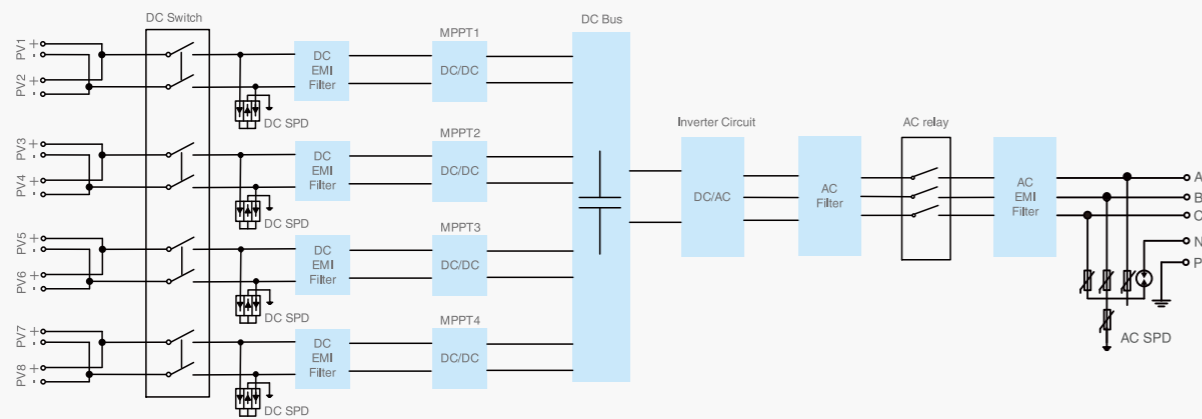 DC Switch
DC Bus
PV1 + -
PV2 + -
DC SPD
DC
EMI
Filter
MPPT1
DC/DC
PV3 + -
PV4 + -
DC SPD
DC
EMI
Filter
MPPT2
DC/DC
PV5 + -
PV6 + -
DC SPD
DC
EMI
Filter
MPPT3
DC/DC
PV7 + -
PV8 + -
DC SPD
DC
EMI
Filter
MPPT4
DC/DC
Inverter Circuit
DC/AC
AC
Filter
AC relay
AC
EMI
Filter
A
B
C
N
P
AC SPD